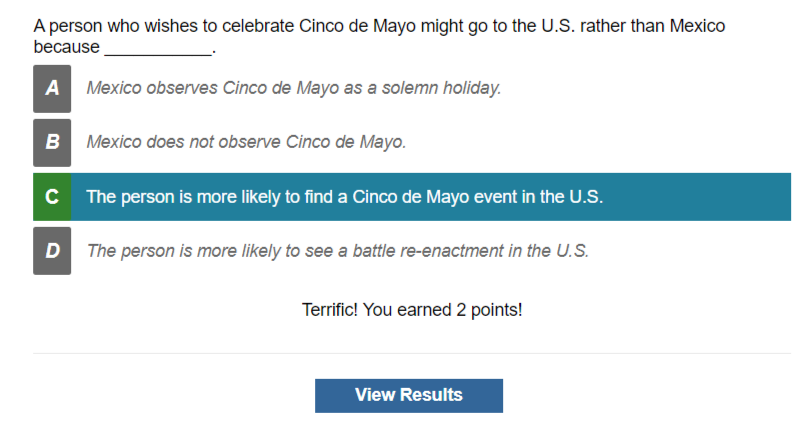 A person who wishes to celebrate Cinco de Mayo might go to the U.S. rather than Mexico
because ____________.
A Mexico observes Cinco de Mayo as a solemn holiday.
B Mexico does not observe Cinco de Mayo.
C The person is more likely to find a Cinco de Mayo event in the U.S.
D The person is more likely to see a battle re-enactment in the U.S.
Terrific! You earned 2 points!
View Results